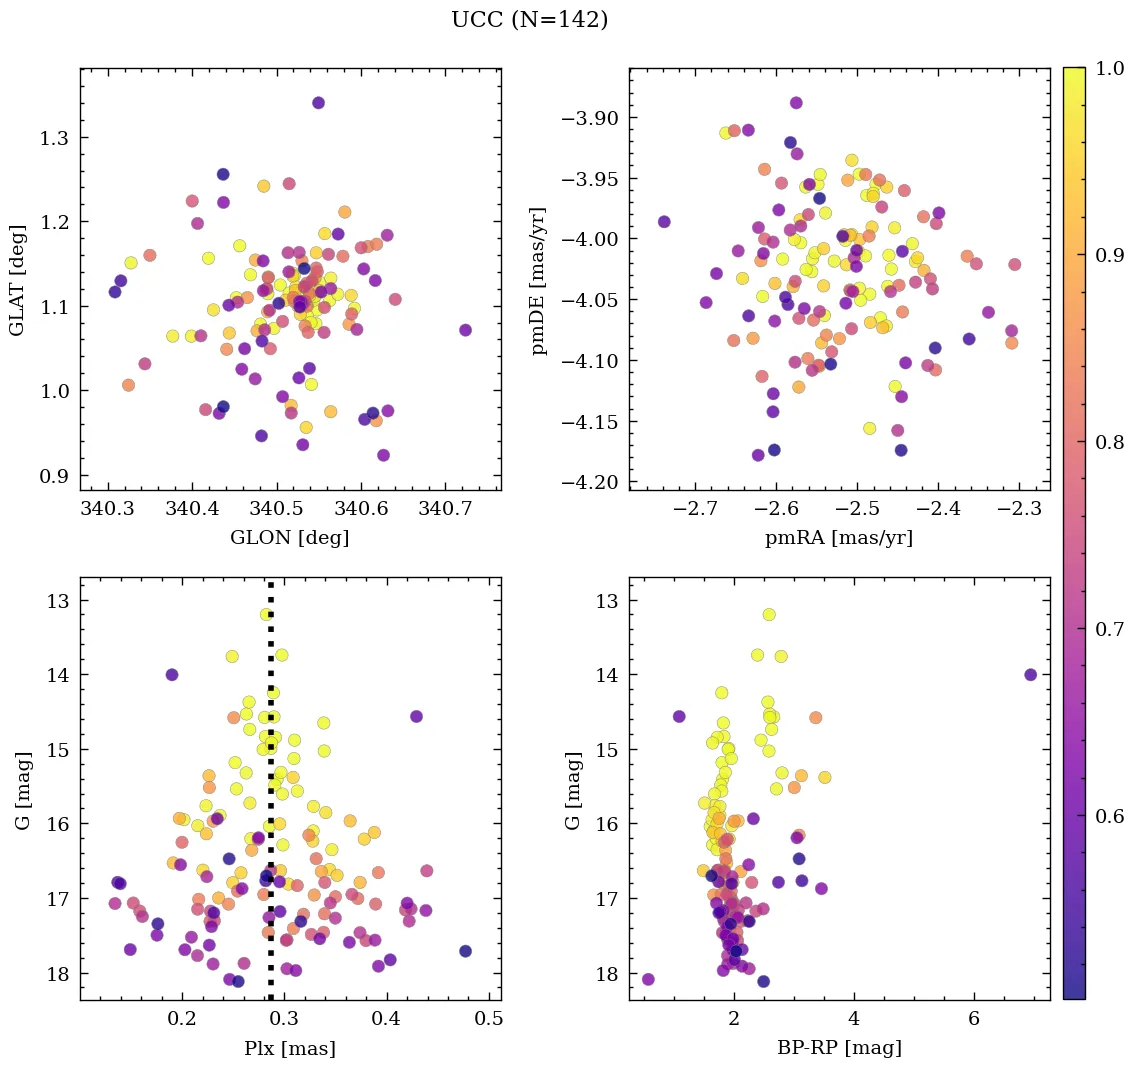 UCC (N=142)
1.3
1.2
1.1
1.0
0.9
GLAT [deg]
340.3 340.4 340.5 340.6 340.7
GLON [deg]
−3.90
−3.95
−4.00
−4.05
−4.10
−4.15
−4.20
pmDE [mas/yr]
−2.7 −2.6 −2.5 −2.4 −2.3
pmRA [mas/yr]
13
14
15
16
17
18
G [mag]
0.2 0.3 0.4 0.5
Plx [mas]
13
14
15
16
17
18
G [mag]
2 4 6
BP-RP [mag]
1.0
0.9
0.8
0.7
0.6